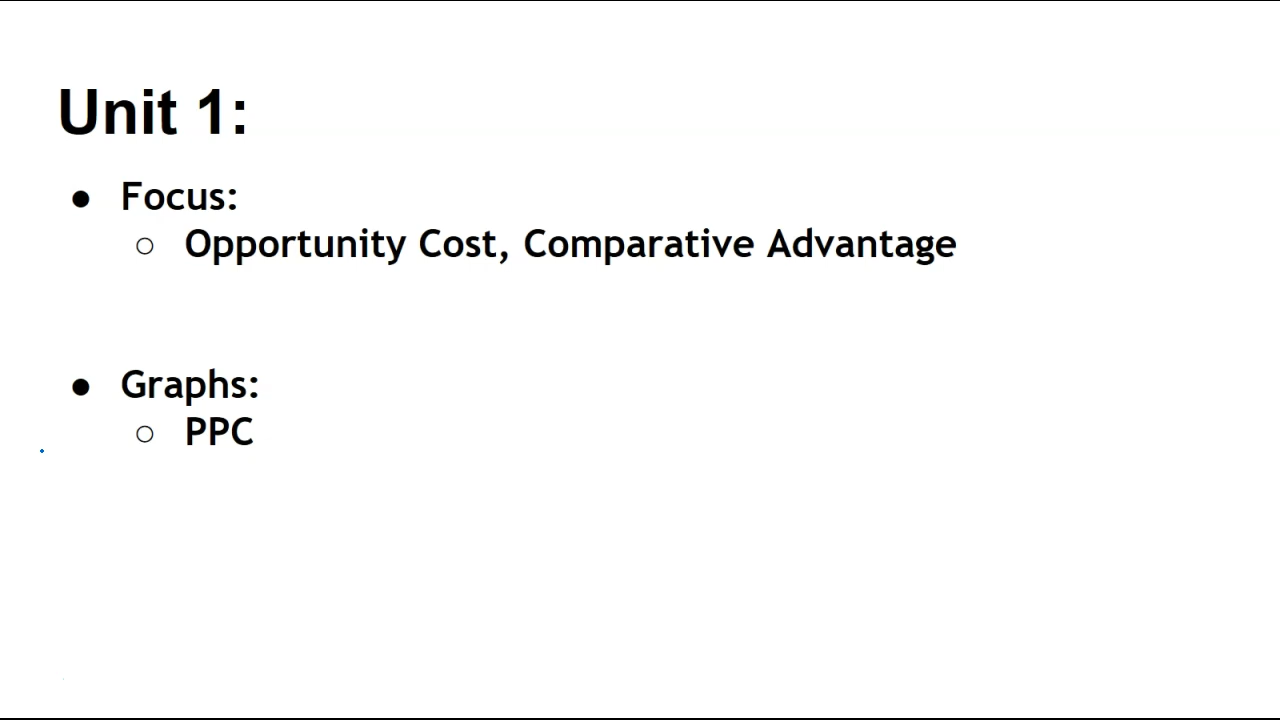 Unit 1:
● Focus:
○ Opportunity Cost, Comparative Advantage
● Graphs:
○ PPC